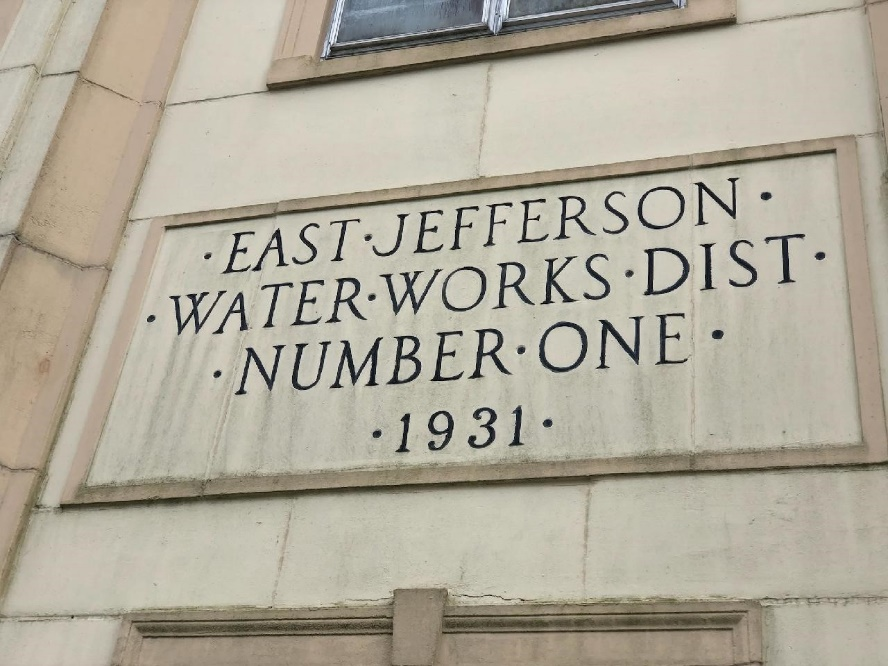 ·EAST·JEFFERSON·
·WATER·WORKS·DIST·
·NUMBER·ONE·
·1931·